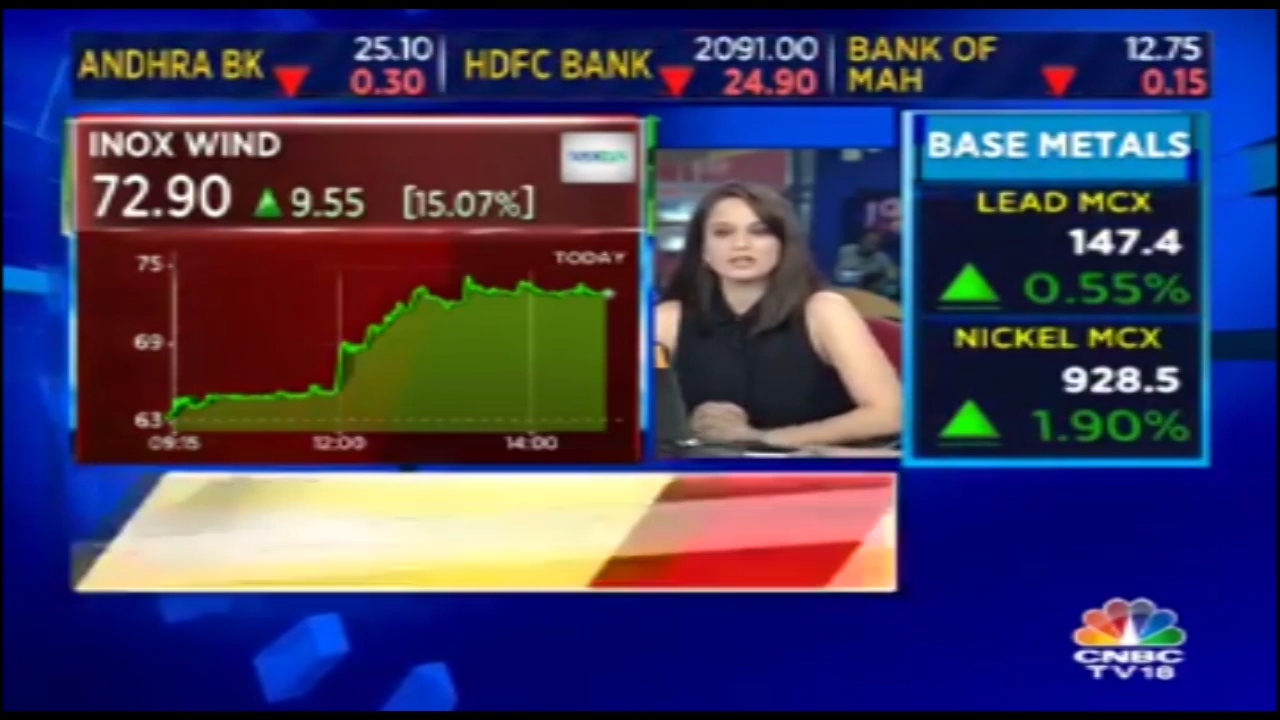 ANDHRA BK 25.10 0.30
HDFC BANK 2091.00 24.90
BANK OF MAH 12.75 0.15
INOX WIND
72.90 9.55 [15.07%]
TODAY
75
69
63
09:15 12:00 14:00
BASE METALS
LEAD MCX
147.4
0.55%
NICKEL MCX
928.5
1.90%
CNBC
TV18